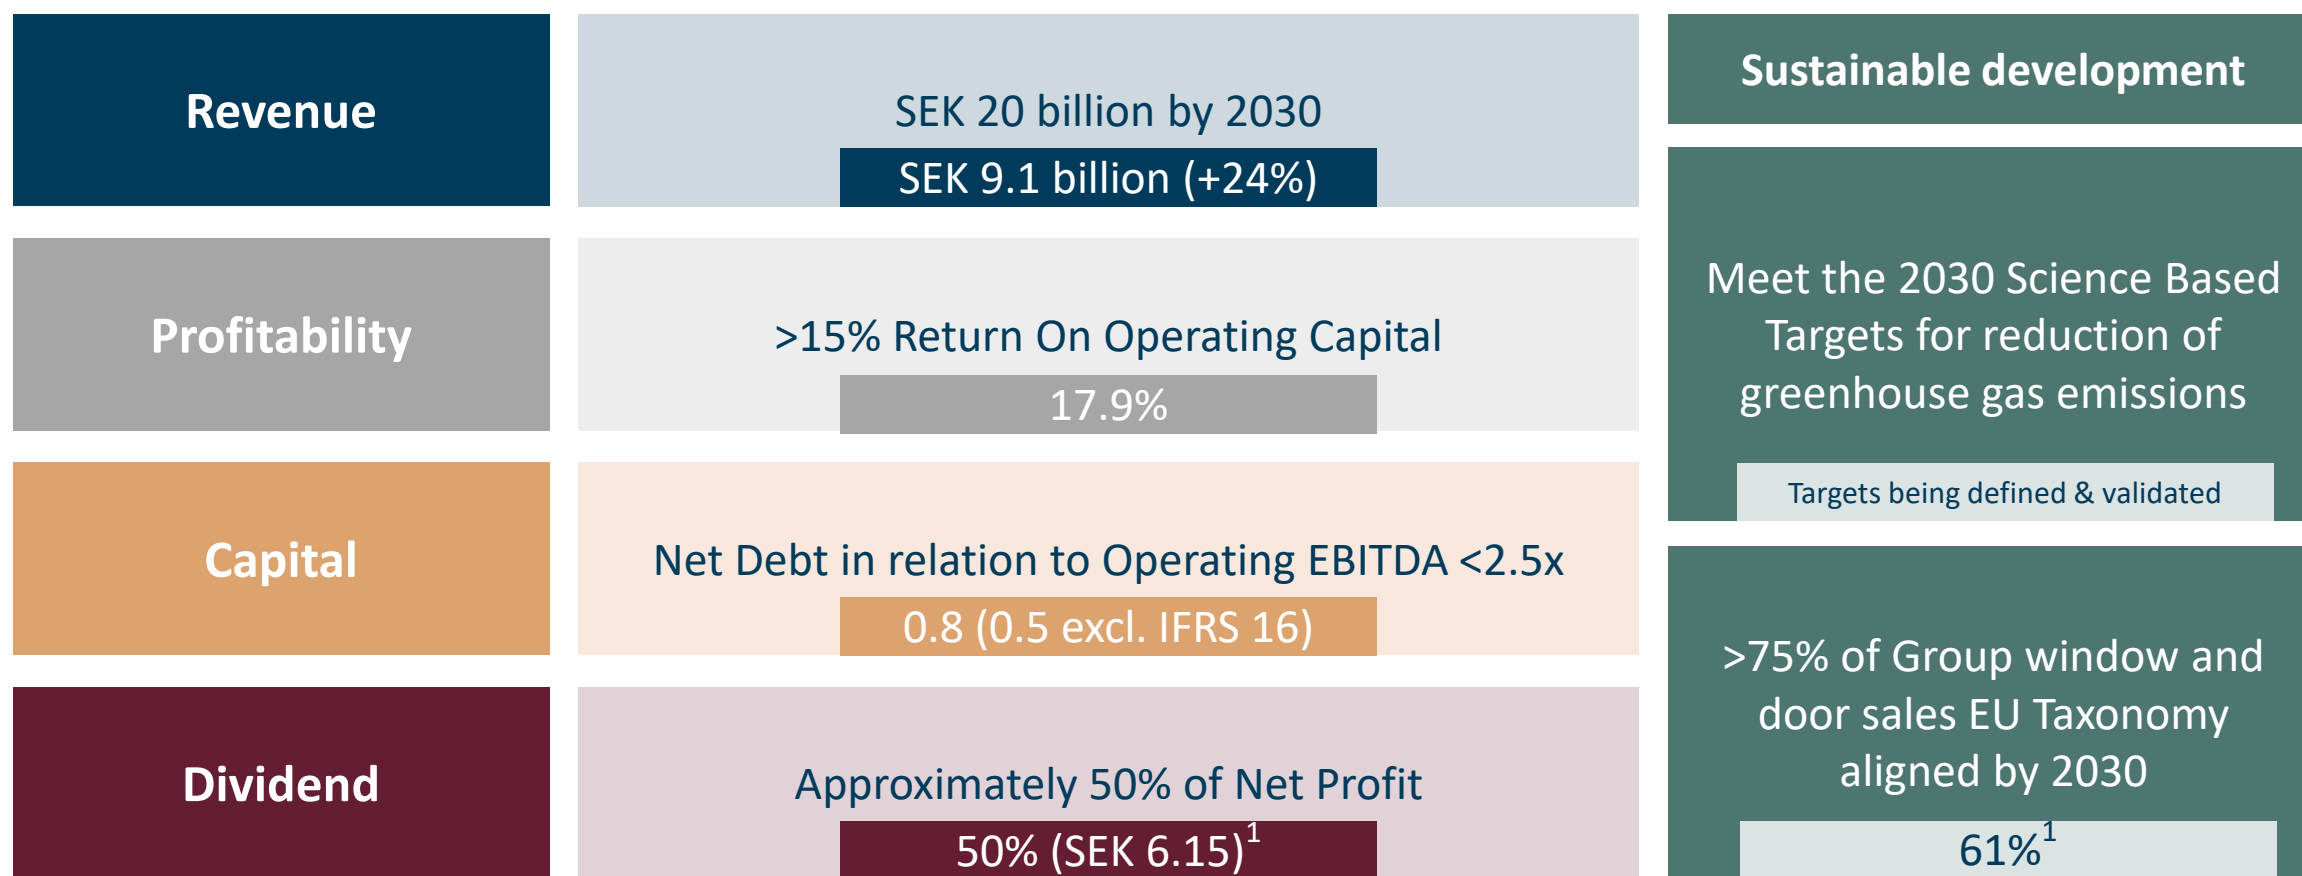 Revenue
SEK 20 billion by 2030
SEK 9.1 billion (+24%)
Profitability
>15% Return On Operating Capital
17.9%
Capital
Net Debt in relation to Operating EBITDA <2.5x
0.8 (0.5 excl. IFRS 16)
Dividend
Approximately 50% of Net Profit
50% (SEK 6.15)¹
Sustainable development
Meet the 2030 Science Based
Targets for reduction of
greenhouse gas emissions
Targets being defined & validated
>75% of Group window and
door sales EU Taxonomy
aligned by 2030
61%¹